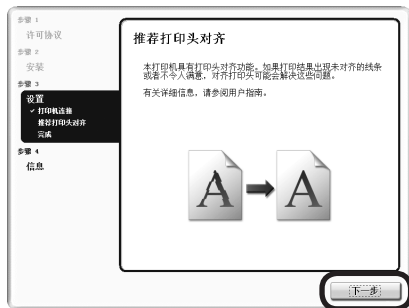 步骤 1
许可协议
步骤 2
安装
步骤 3
设置
✓ 打印机连接
推荐打印头对齐
完成
步骤 4
信息
推荐打印头对齐
本打印机具有打印头对齐功能。如果打印结果出现未对齐的线条
或者不令人满意，对齐打印头可能会解决这些问题。
有关详细信息，请参阅用户指南。
A
A
下一步